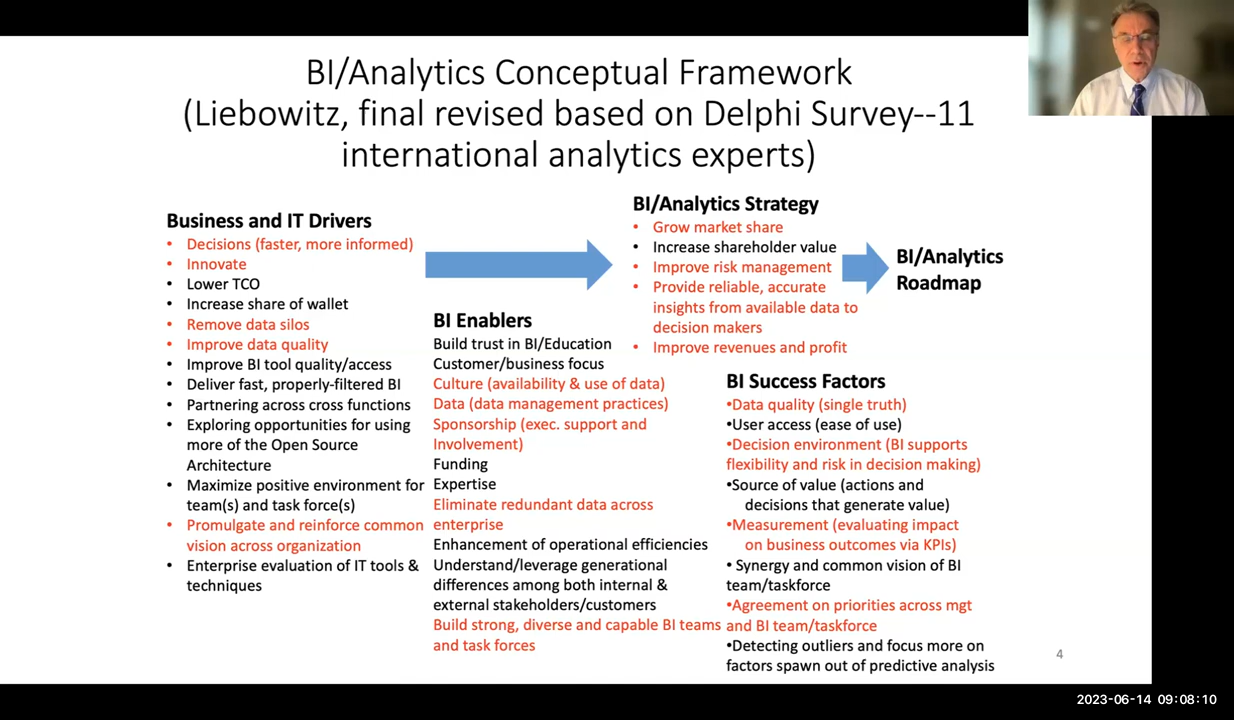 BI/Analytics Conceptual Framework
(Liebowitz, final revised based on Delphi Survey--11
international analytics experts)
Business and IT Drivers
• Decisions (faster, more informed)
• Innovate
• Lower TCO
• Increase share of wallet
• Remove data silos
• Improve data quality
• Improve BI tool quality/access
• Deliver fast, properly-filtered BI
• Partnering across cross functions
• Exploring opportunities for using
more of the Open Source
Architecture
• Maximize positive environment for
team(s) and task force(s)
• Promulgate and reinforce common
vision across organization
• Enterprise evaluation of IT tools &
techniques
BI Enablers
Build trust in BI/Education
Customer/business focus
Culture (availability & use of data)
Data (data management practices)
Sponsorship (exec. support and
Involvement)
Funding
Expertise
Eliminate redundant data across
enterprise
Enhancement of operational efficiencies
Understand/leverage generational
differences among both internal &
external stakeholders/customers
Build strong, diverse and capable BI teams
and task forces
BI/Analytics Strategy
• Grow market share
• Increase shareholder value
• Improve risk management
• Provide reliable, accurate
insights from available data to
decision makers
• Improve revenues and profit
BI/Analytics
Roadmap
BI Success Factors
•Data quality (single truth)
•User access (ease of use)
•Decision environment (BI supports
flexibility and risk in decision making)
•Source of value (actions and
decisions that generate value)
•Measurement (evaluating impact
on business outcomes via KPIs)
• Synergy and common vision of BI
team/taskforce
•Agreement on priorities across mgt
and BI team/taskforce
•Detecting outliers and focus more on
factors spawn out of predictive analysis
4
2023-06-14 09:08:10